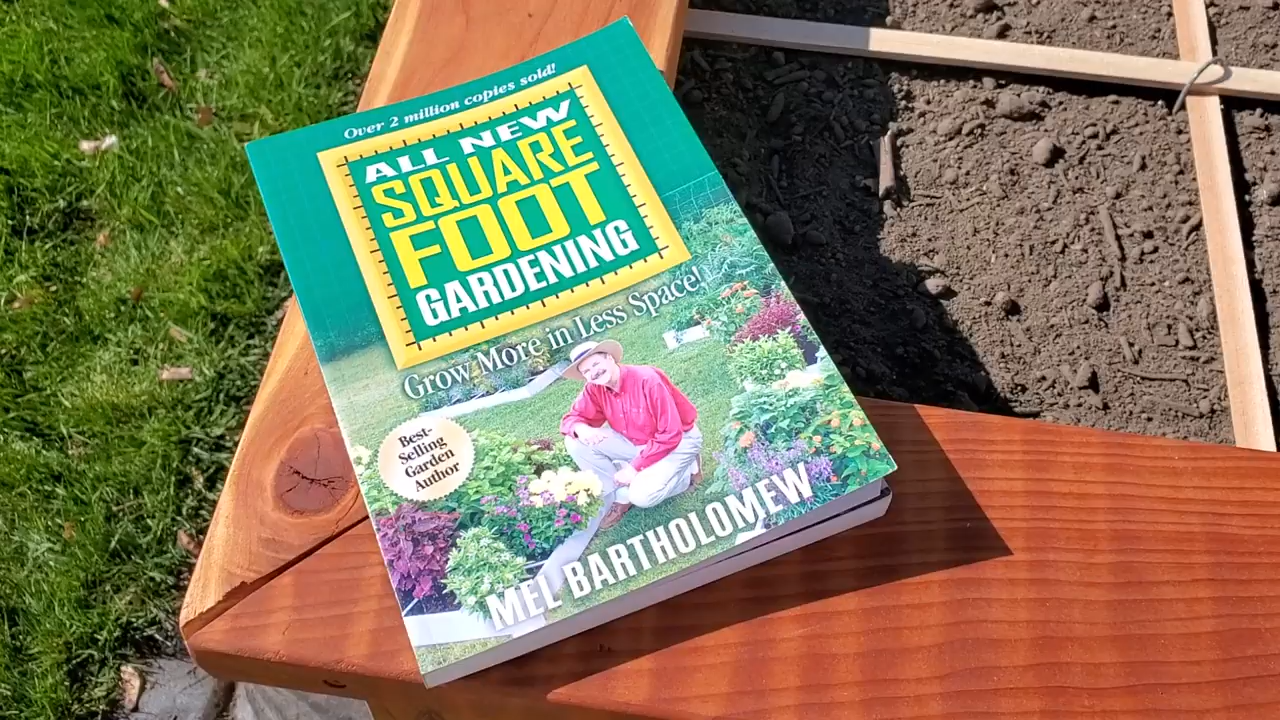 Over 2 million copies sold!
ALL NEW
SQUARE
FOOT
GARDENING
Grow More in Less Space!
Best-
Selling
Garden
Author
MEL BARTHOLOMEW